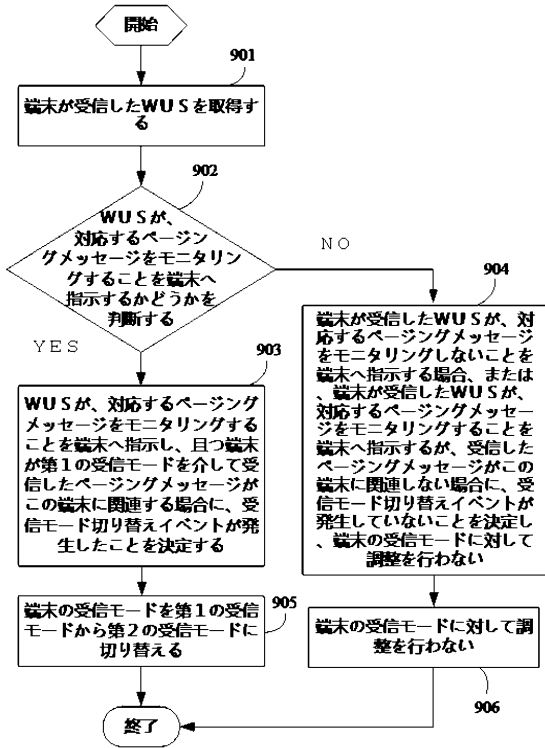 開始
901
端末が受信したWUSを取得す
る
902
WUSが、
対応するページン
グメッセージをモニタリン
グすることを端末へ
指示するかどうかを
判断する
NO
YES
903
WUSが、対応するページング
メッセージをモニタリングする
ことを端末へ指示し、且つ端末
が第1の受信モードを介して受
信したページングメッセージが
この端末に関連する場合に、受
信モード切り替えイベントが発
生したことを決定する
904
端末が受信したWUSが、対
応するページングメッセージ
をモニタリングしないことを
端末へ指示する場合、または
、端末が受信したWUSが、
対応するページングメッセー
ジをモニタリングすることを
端末へ指示するが、受信した
ページングメッセージがこの
端末に関連しない場合に、受
信モード切り替えイベントが
発生していないことを決定し
、端末の受信モードに対して
調整を行わない
905
端末の受信モードを第1の受信
モードから第2の受信モードに
切り替える
端末の受信モードに対して調
整を行わない
906
終了